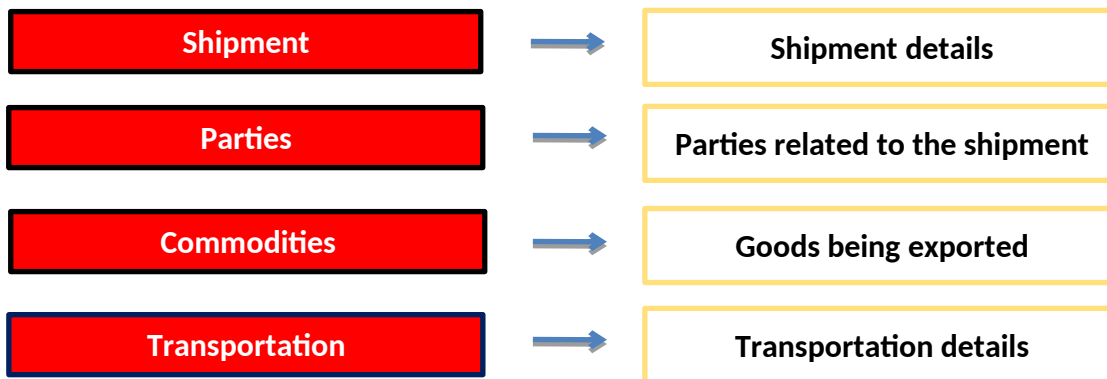 Shipment
Shipment details
Parties
Parties related to the shipment
Commodities
Goods being exported
Transportation
Transportation details